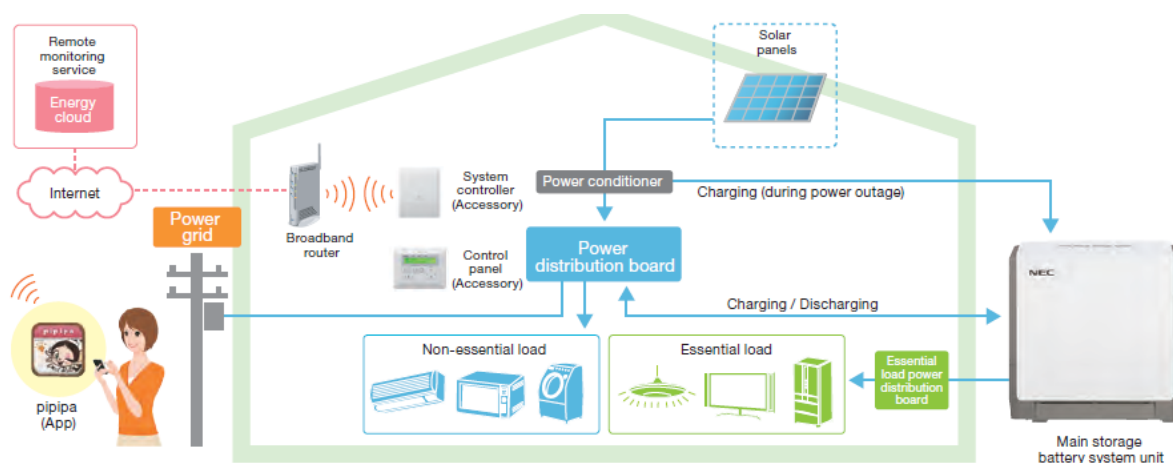 Remote
monitoring
service
Energy
cloud
Internet
Power
grid
pipipa
pipipa
(App)
Broadband
router
System
controller
(Accessory)
Control
panel
(Accessory)
Solar
panels
Power conditioner
Charging (during power outage)
Power
distribution board
Charging / Discharging
Non-essential load
Essential load
Essential
load power
distribution
board
NEC
Main storage
battery system unit